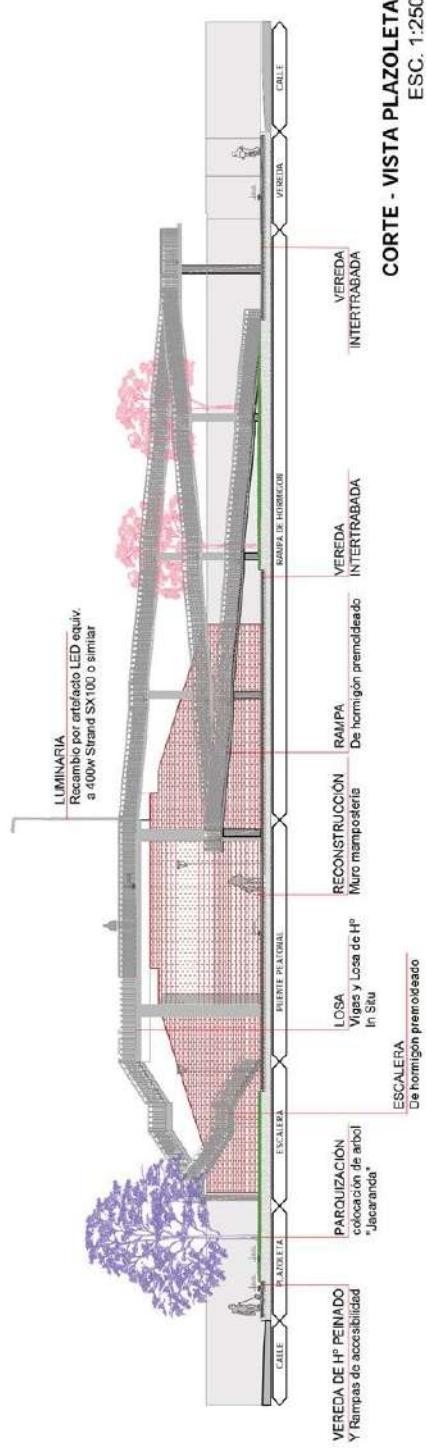 LUMINARIA
Recambio por artefacto LED equiv.
a 400w Strand SX100 o similar
CALLE
PLAZOLETA
ESCALERA
PUENTE PEATONAL
RAMPA DE HORMIGON
VEREDA
CALLE
VEREDA DE Hº PEINADO
Y Rampas de accesibilidad
PARQUIZACIÓN
colocación de arbol
"Jacaranda"
ESCALERA
De hormigón premoldeado
LOSA
Vigas y Losa de Hº
In Situ
RECONSTRUCCIÓN
Muro mampostería
RAMPA
De hormigón premoldeado
VEREDA
INTERTRABADA
VEREDA
INTERTRABADA
CORTE - VISTA PLAZOLETA
ESC. 1:250